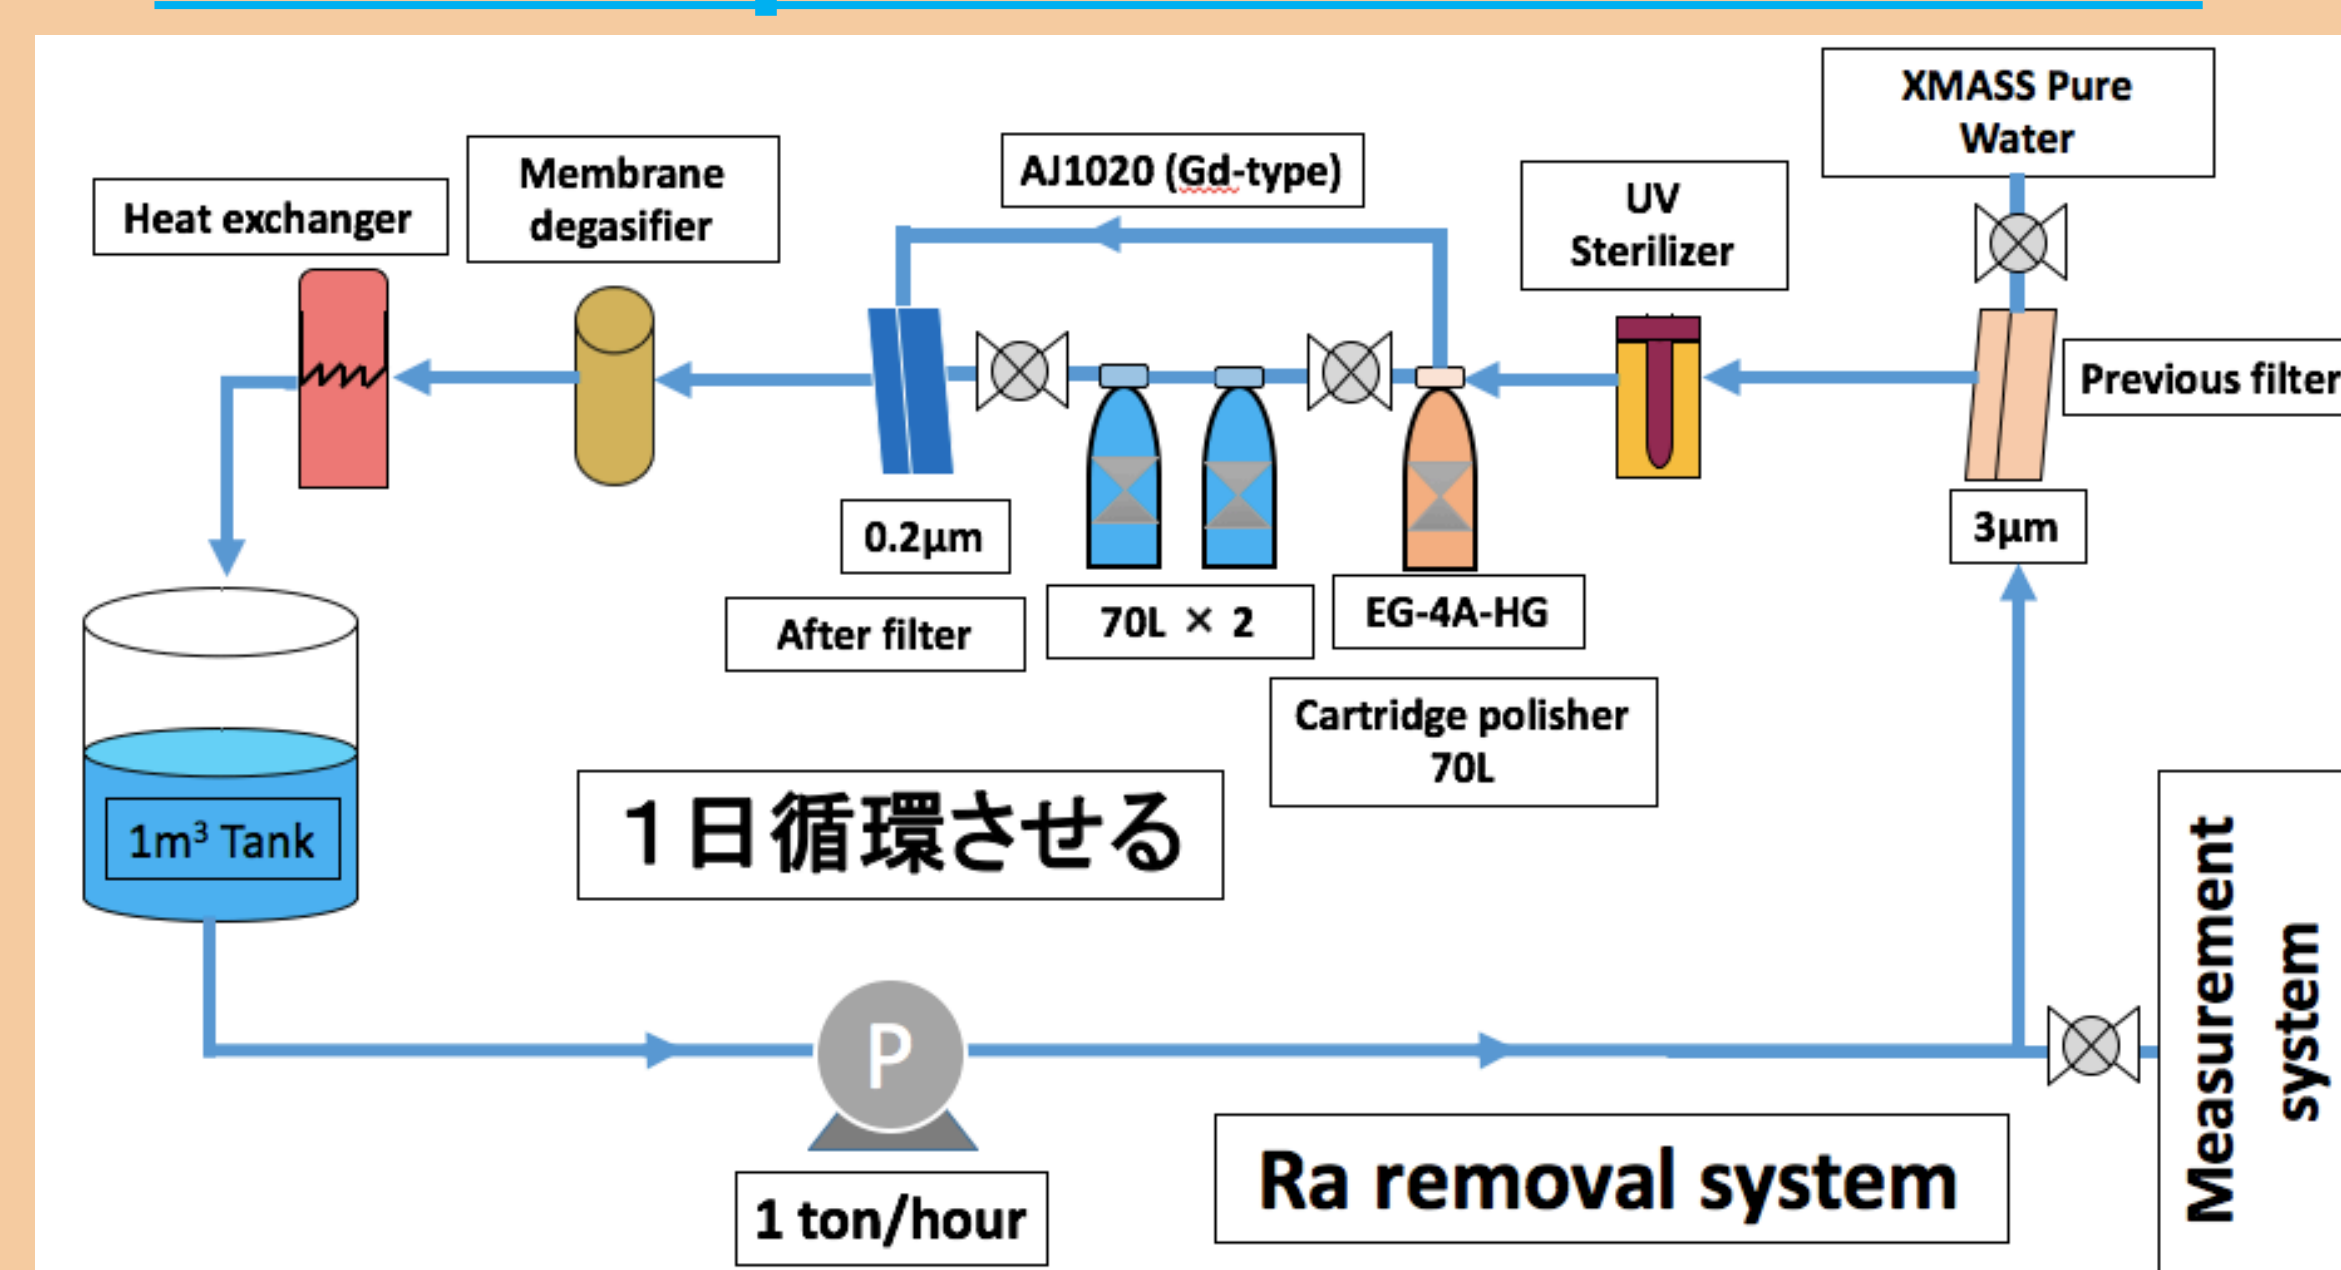 XMASS Pure
Water
AJ1020 (Gd-type)
Membrane
degasifier
UV
Sterilizer
Heat exchanger
Previous filter
3μm
0.2μm
After filter
70L × 2
EG-4A-HG
Cartridge polisher
70L
1m³ Tank
1日循環させる
P
1 ton/hour
Ra removal system
Measurement
system